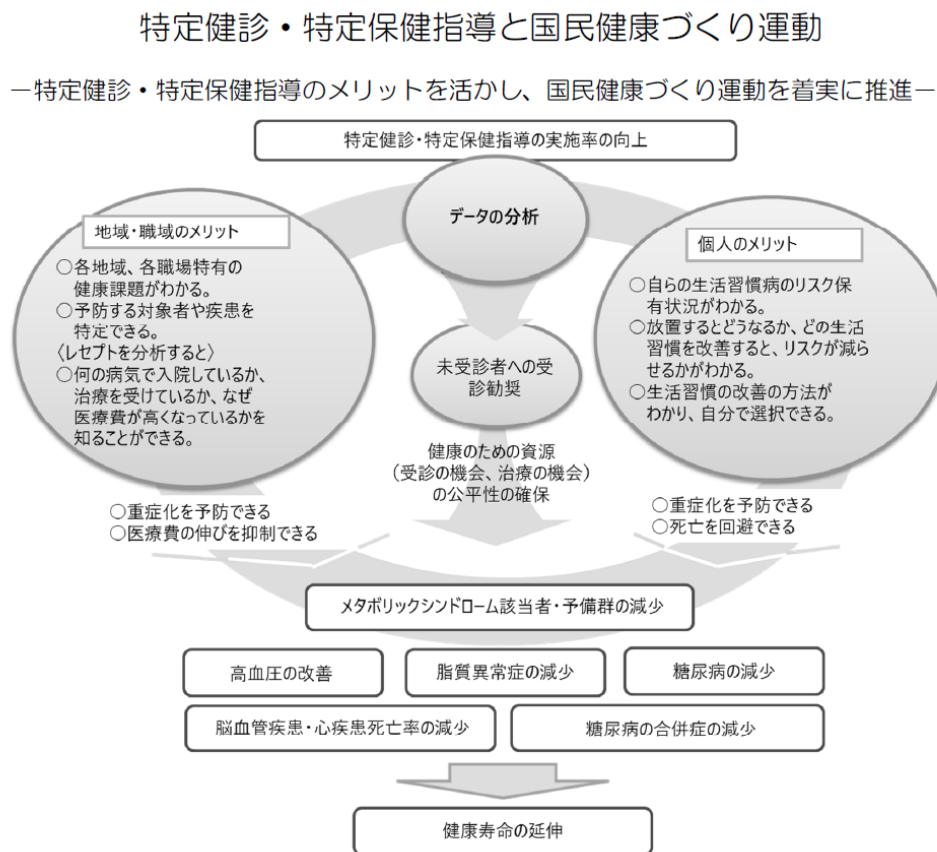 特定健診・特定保健指導と国民健康づくり運動
―特定健診・特定保健指導のメリットを活かし、国民健康づくり運動を着実に推進―
特定健診・特定保健指導の実施率の向上
データの分析
地域・職域のメリット
○各地域、各職場特有の
健康課題がわかる。
○予防する対象者や疾患を
特定できる。
〈レセプトを分析すると〉
○何の病気で入院しているか、
治療を受けているか、なぜ
医療費が高くなっているかを
知ることができる。
未受診者への受
診勧奨
個人のメリット
○自らの生活習慣病のリスク保
有状況がわかる。
○放置するとどうなるか、どの生活
習慣を改善すると、リスクが減ら
せるかがわかる。
○生活習慣の改善の方法が
わかり、自分で選択できる。
健康のための資源
（受診の機会、治療の機会）
の公平性の確保
○重症化を予防できる
○医療費の伸びを抑制できる
○重症化を予防できる
○死亡を回避できる
メタボリックシンドローム該当者・予備群の減少
高血圧の改善
脂質異常症の減少
糖尿病の減少
脳血管疾患・心疾患死亡率の減少
糖尿病の合併症の減少
健康寿命の延伸